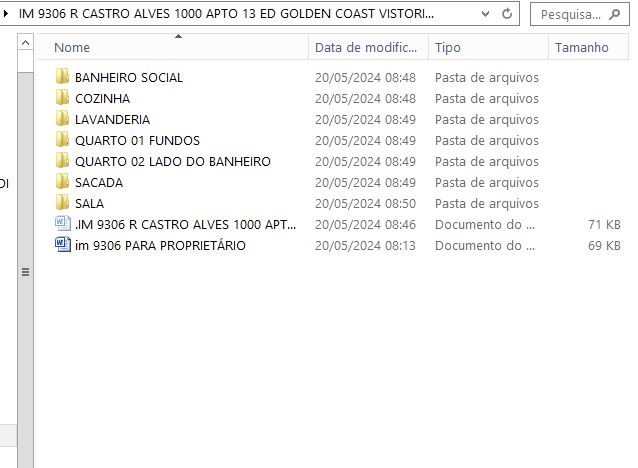 IM 9306 R CASTRO ALVES 1000 APTO 13 ED GOLDEN COAST VISTORI... Pesquisa...
Nome Data de modific... Tipo Tamanho
BANHEIRO SOCIAL 20/05/2024 08:48 Pasta de arquivos
COZINHA 20/05/2024 08:48 Pasta de arquivos
LAVANDERIA 20/05/2024 08:49 Pasta de arquivos
QUARTO 01 FUNDOS 20/05/2024 08:49 Pasta de arquivos
QUARTO 02 LADO DO BANHEIRO 20/05/2024 08:49 Pasta de arquivos
SACADA 20/05/2024 08:49 Pasta de arquivos
SALA 20/05/2024 08:50 Pasta de arquivos
.IM 9306 R CASTRO ALVES 1000 APT... 20/05/2024 08:46 Documento do ... 71 KB
im 9306 PARA PROPRIETÁRIO 20/05/2024 08:13 Documento do ... 69 KB